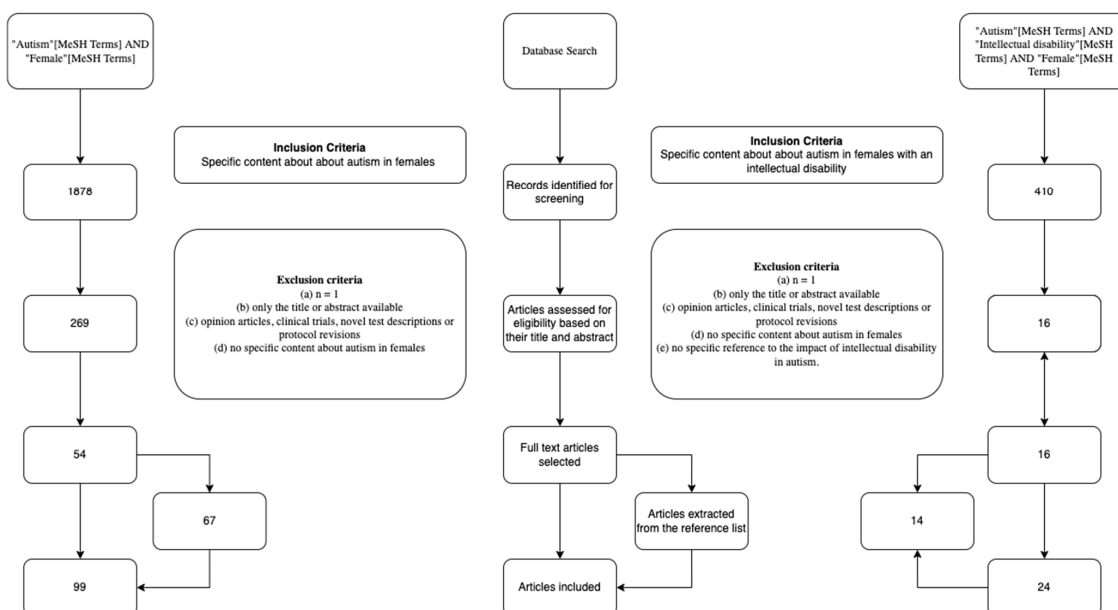 "Autism"[MeSH Terms] AND
"Female"[MeSH Terms]
Database Search
"Autism"[MeSH Terms] AND
"Intellectual disability"[MeSH
Terms] AND "Female"[MeSH
Terms]
Inclusion Criteria
Specific content about about autism in females
Inclusion Criteria
Specific content about about autism in females with an
intellectual disability
1878
Records identified for
screening
410
Exclusion criteria
(a) n = 1
(b) only the title or abstract available
(c) opinion articles, clinical trials, novel test descriptions or
protocol revisions
(d) no specific content about autism in females
Exclusion criteria
(a) n = 1
(b) only the title or abstract available
(c) opinion articles, clinical trials, novel test descriptions or
protocol revisions
(d) no specific content about autism in females
(e) no specific reference to the impact of intellectual disability
in autism.
269
Articles assessed for
eligibility based on
their title and abstract
16
54
Full text articles
selected
16
67
Articles extracted
from the reference list
14
99
Articles included
24